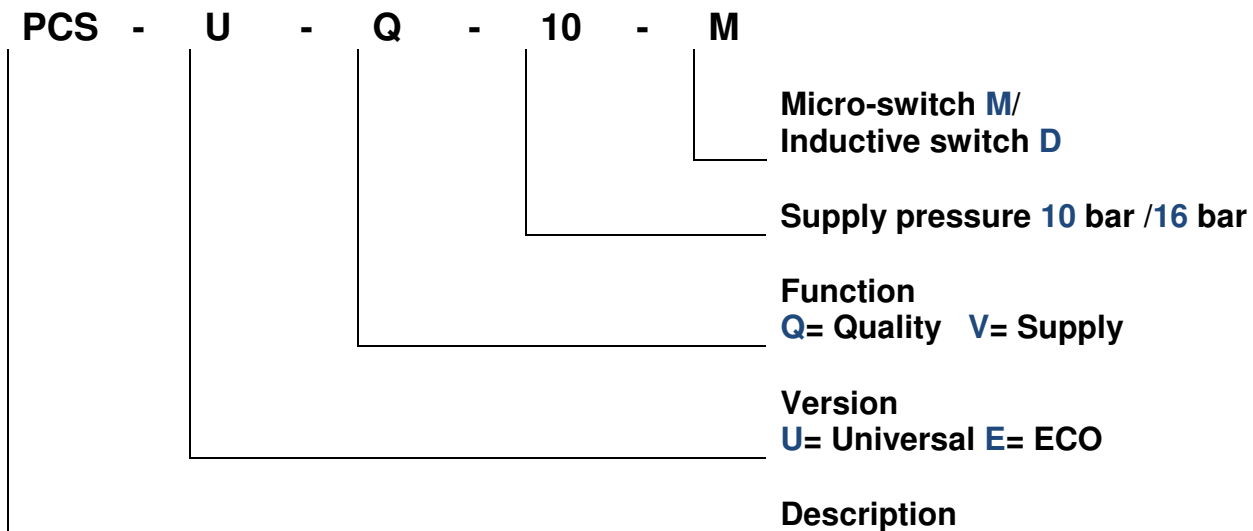 PCS - U - Q - 10 - M
Micro-switch M/
Inductive switch D
Supply pressure 10 bar /16 bar
Function
Q= Quality V= Supply
Version
U= Universal E= ECO
Description